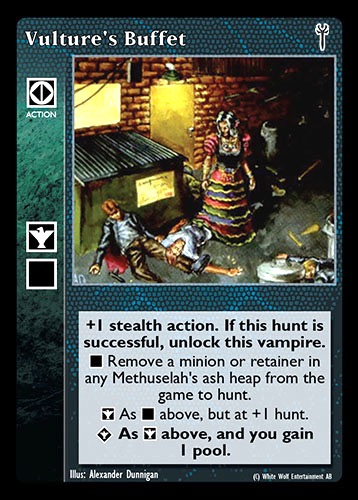 Vulture's Buffet
ACTION
+1 stealth action. If this hunt is
successful, unlock this vampire.
Remove a minion or retainer in
any Methuselah's ash heap from the
game to hunt.
As above, but at +1 hunt.
As above, and you gain
1 pool.
Illus: Alexander Dunnigan
(C) White Wolf Entertainment AB